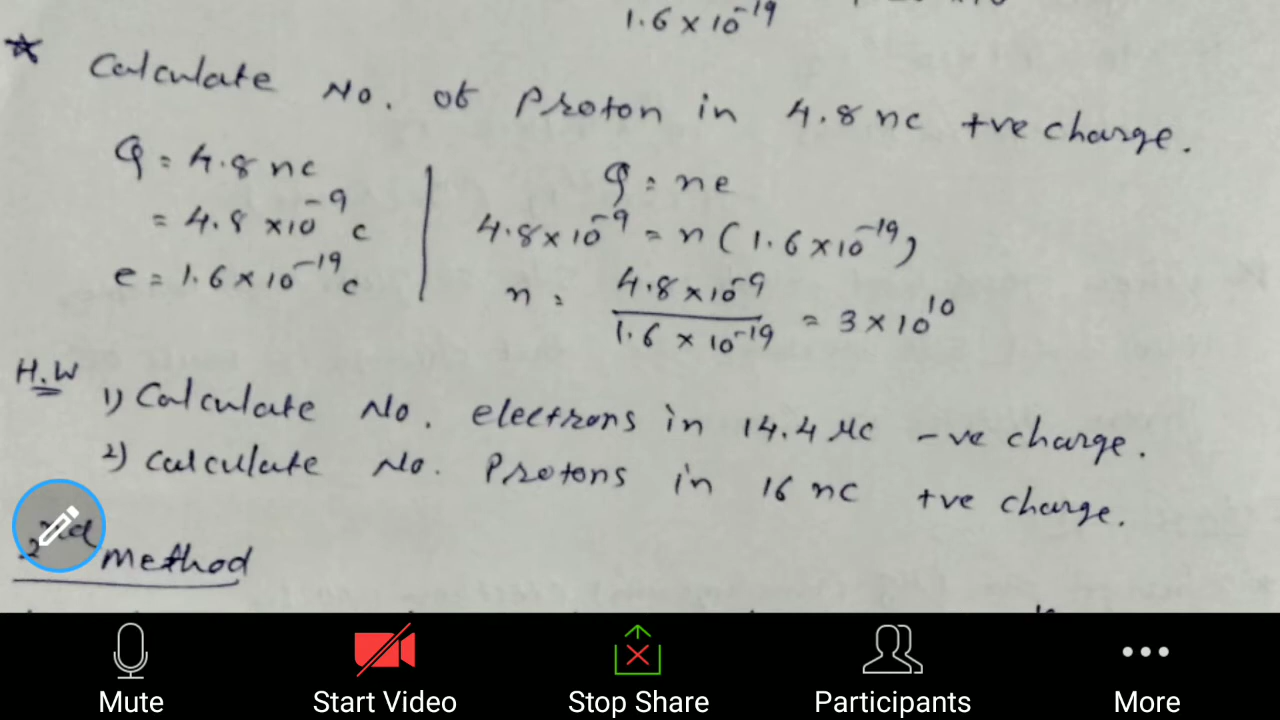 1.6 × 10⁻¹⁹
☆ Calculate No. of Proton in 4.8 nc +ve charge.
Q = 4.8 nc
= 4.8 × 10⁻⁹ c
e = 1.6 × 10⁻¹⁹ c
Q = ne
4.8 × 10⁻⁹ = n ( 1.6 × 10⁻¹⁹ )
n = 4.8 × 10⁻⁹ / 1.6 × 10⁻¹⁹ = 3 × 10¹⁰
H.W
1) Calculate No. electrons in 14.4 μc -ve charge.
2) Calculate No. Protons in 16 nc +ve charge.
method
Mute Start Video Stop Share Participants More